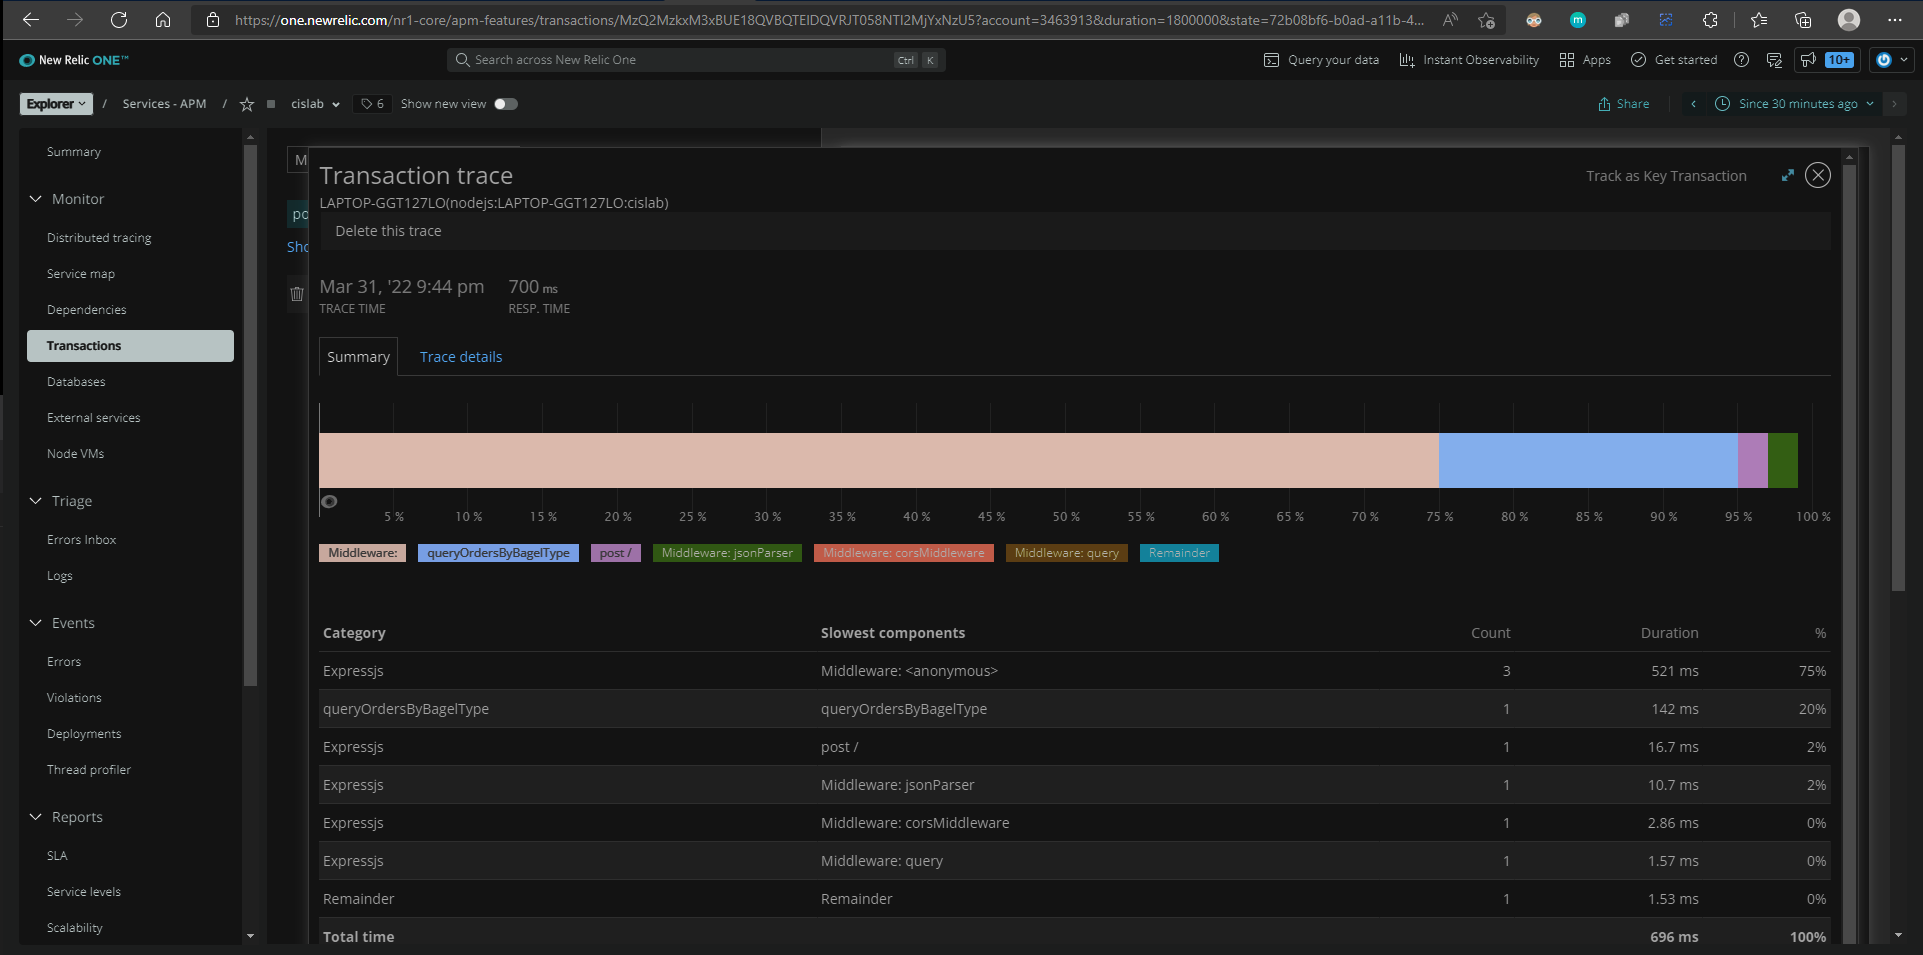 https://one.newrelic.com/nr1-core/apm-features/transactions/MzQ2MzkxM3xBUE18QVBQTElDQVRJT058NTI2MjYxNzU5?account=3463913&duration=1800000&state=72b08bf6-b0ad-a11b-4...
New Relic ONE™
Search across New Relic One
Ctrl K
Query your data
Instant Observability
Apps
Get started
10+
Explorer / Services - APM / cislab 6 Show new view
Share
Since 30 minutes ago
Summary
Monitor
Distributed tracing
Service map
Dependencies
Transactions
Databases
External services
Node VMs
Triage
Errors Inbox
Logs
Events
Errors
Violations
Deployments
Thread profiler
Reports
SLA
Service levels
Scalability
M
po
Sho
Transaction trace
Track as Key Transaction
LAPTOP-GGT127LO(nodejs:LAPTOP-GGT127LO:cislab)
Delete this trace
Mar 31, '22 9:44 pm 700 ms
TRACE TIME RESP. TIME
Summary Trace details
5 % 10 % 15 % 20 % 25 % 30 % 35 % 40 % 45 % 50 % 55 % 60 % 65 % 70 % 75 % 80 % 85 % 90 % 95 % 100 %
Middleware: queryOrdersByBagelType post / Middleware: jsonParser Middleware: corsMiddleware Middleware: query Remainder
Category Slowest components Count Duration %
Expressjs Middleware: <anonymous> 3 521 ms 75%
queryOrdersByBagelType queryOrdersByBagelType 1 142 ms 20%
Expressjs post / 1 16.7 ms 2%
Expressjs Middleware: jsonParser 1 10.7 ms 2%
Expressjs Middleware: corsMiddleware 1 2.86 ms 0%
Expressjs Middleware: query 1 1.57 ms 0%
Remainder Remainder 1 1.53 ms 0%
Total time 696 ms 100%